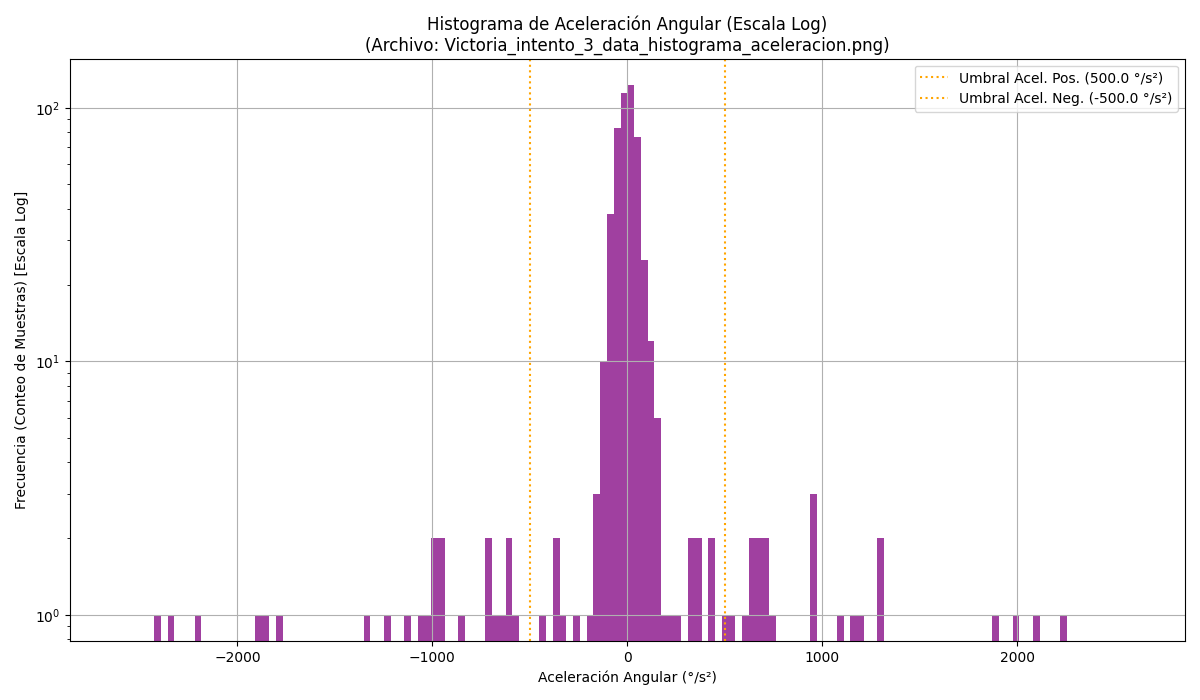 Histograma de Aceleración Angular (Escala Log)
(Archivo: Victoria_intento_3_data_histograma_aceleracion.png)
Umbral Acel. Pos. (500.0 °/s²)
Umbral Acel. Neg. (-500.0 °/s²)
Frecuencia (Conteo de Muestras) [Escala Log]
10²
10¹
10⁰
−2000
−1000
0
1000
2000
Aceleración Angular (°/s²)